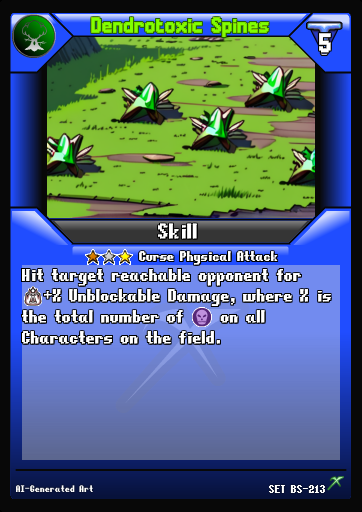 Dendrotoxic Spines
5
Skill
Curse Physical Attack
Hit target reachable opponent for
+X Unblockable Damage, where X is
the total number of on all
Characters on the field.
AI-Generated Art
SET BS-213